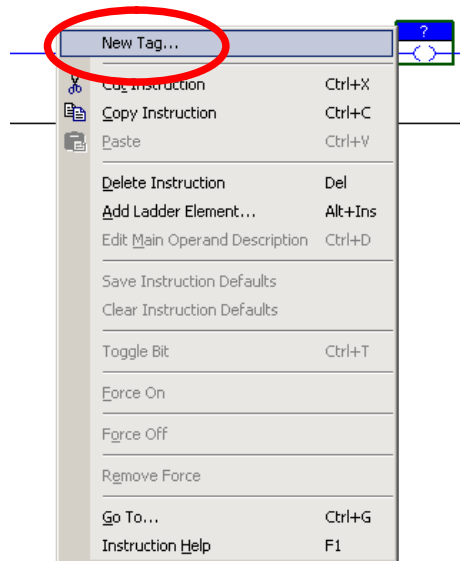 ?
New Tag...
Cut Instruction Ctrl+X
Copy Instruction Ctrl+C
Paste Ctrl+V
Delete Instruction Del
Add Ladder Element... Alt+Ins
Edit Main Operand Description Ctrl+D
Save Instruction Defaults
Clear Instruction Defaults
Toggle Bit Ctrl+T
Force On
Force Off
Remove Force
Go To... Ctrl+G
Instruction Help F1